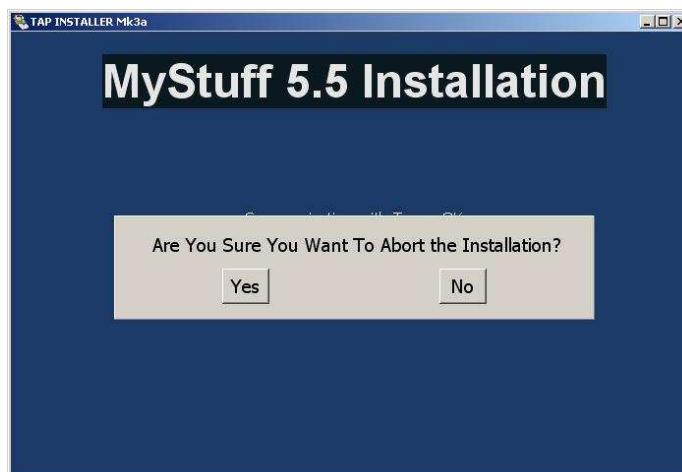 TAP INSTALLER Mk3a
MyStuff 5.5 Installation
Are You Sure You Want To Abort the Installation?
Yes
No